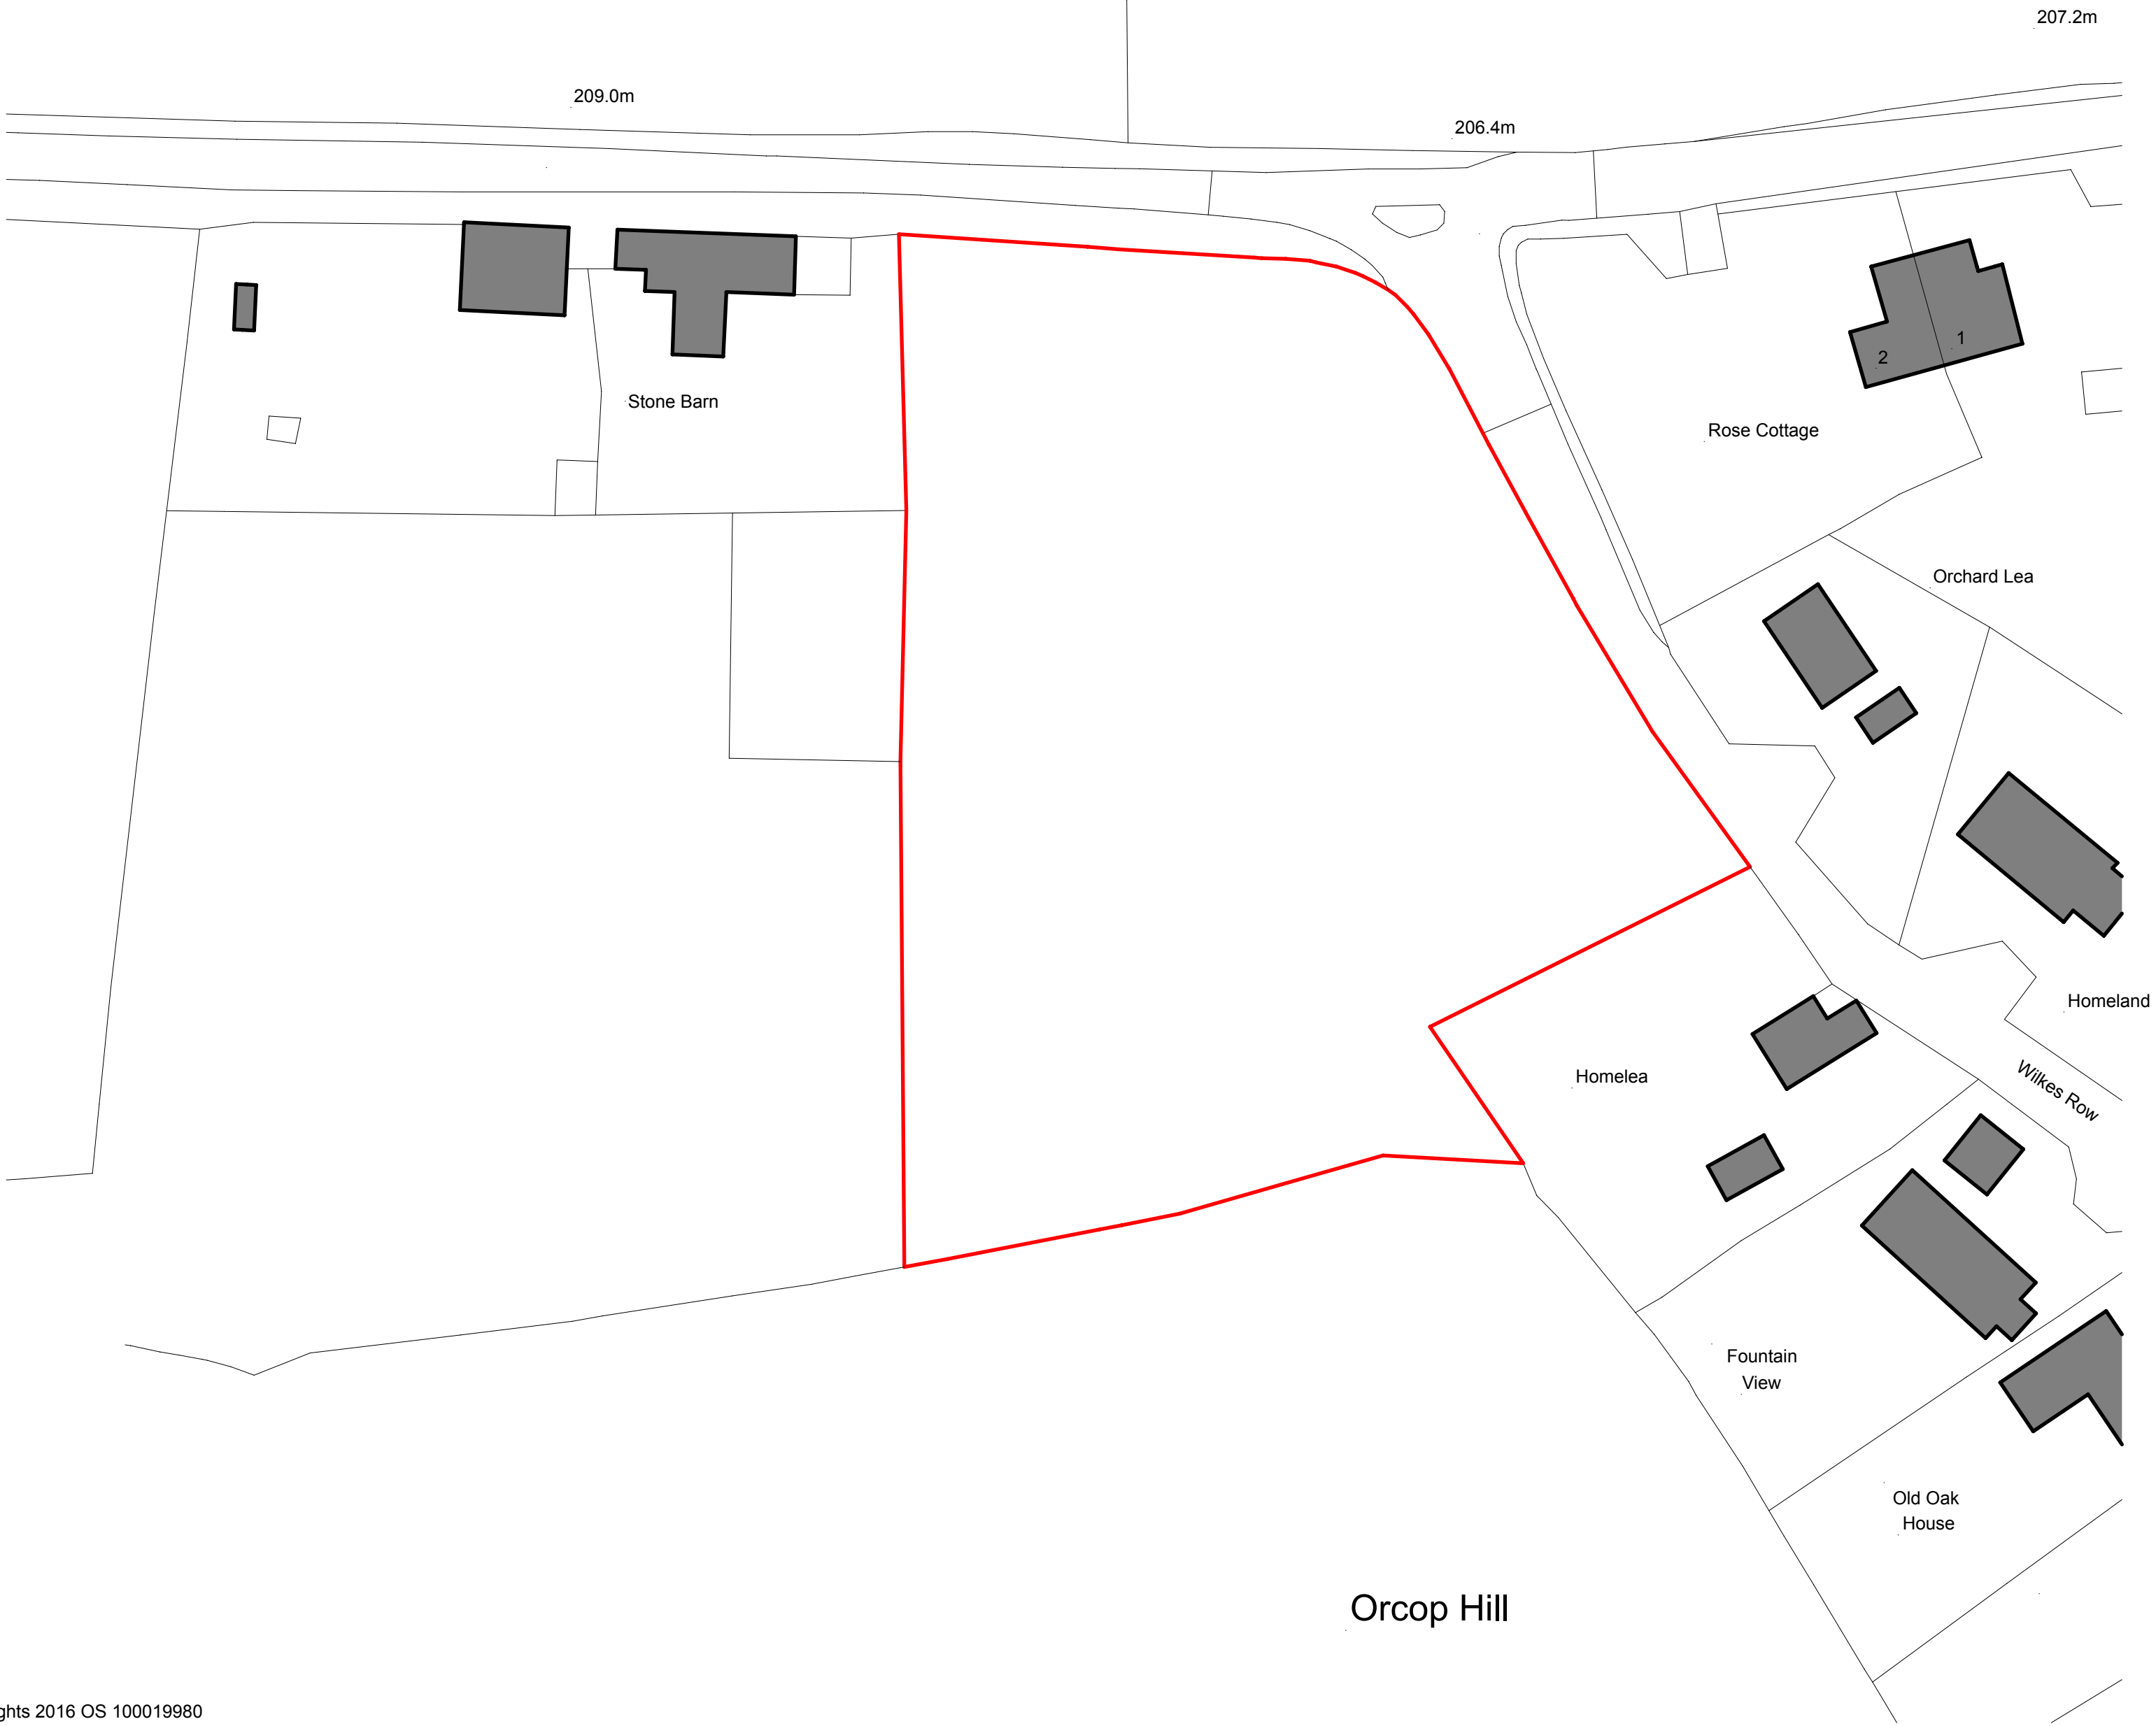 207.2m
209.0m
206.4m
1
2
Stone Barn
Rose Cottage
Orchard Lea
Homeland
Homelea
Wilkes Row
Fountain
View
Old Oak
House
Orcop Hill
ghts 2016 OS 100019980